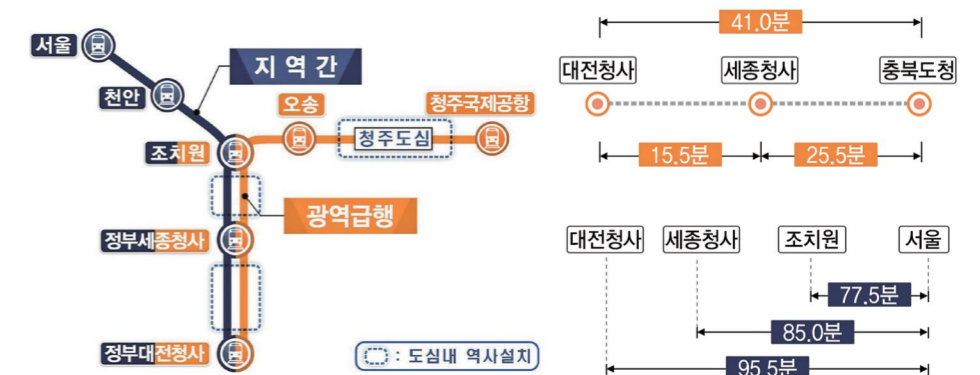 서울
지역간
천안
오송
청주국제공항
조치원
청주도심
광역급행
정부세종청사
정부대전청사
: 도심내 역사설치
41.0분
대전청사 세종청사 충북도청
15.5분 25.5분
대전청사 세종청사 조치원 서울
77.5분
85.0분
95.5분